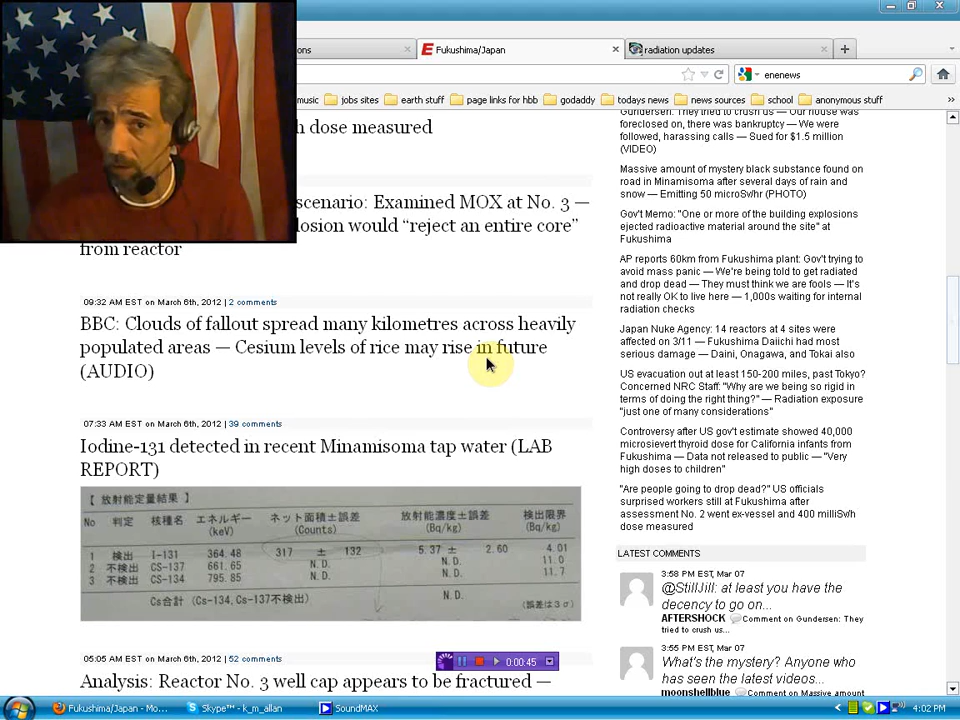 ons
Fukushima/Japan
radiation updates
enenews
music
jobs sites
earth stuff
page links for hbb
godaddy
todays news
news sources
school
anonymous stuff
»
h dose measured
scenario: Examined MOX at No. 3 —
losion would “reject an entire core”
from reactor
09:32 AM EST on March 6th, 2012 | 2 comments
BBC: Clouds of fallout spread many kilometres across heavily
populated areas — Cesium levels of rice may rise in future
(AUDIO)
07:33 AM EST on March 6th, 2012 | 39 comments
Iodine-131 detected in recent Minamisoma tap water (LAB
REPORT)
【 放射能定量結果 】
No 判定 核種名 エネルギー ネット面積±誤差 放射能濃度±誤差 検出限界
(keV) (Counts) (Bq/kg) (Bq/kg)
1 検出 I-131 364.48 317 ± 132 5.37 ± 2.60 4.01
2 不検出 CS-137 661.65 N.D. N.D. 11.0
3 不検出 CS-134 795.85 N.D. N.D. 11.7
Cs合計 (Cs-134,Cs-137不検出) N.D. (誤差は3σ)
05:05 AM EST on March 6th, 2012 | 52 comments
Analysis: Reactor No. 3 well cap appears to be fractured —
Gundersen: They tried to crush us — Our house was
foreclosed on, there was bankruptcy — We were
followed, harassing calls — Sued for $1.5 million
(VIDEO)
Massive amount of mystery black substance found on
road in Minamisoma after several days of rain and
snow — Emitting 50 microSv/hr (PHOTO)
Gov't Memo: "One or more of the building explosions
ejected radioactive material around the site" at
Fukushima
AP reports 60km from Fukushima plant: Gov't trying to
avoid mass panic — We're being told to get radiated
and drop dead — They must think we are fools — It's
not really OK to live here — 1,000s waiting for internal
radiation checks
Japan Nuke Agency: 14 reactors at 4 sites were
affected on 3/11 — Fukushima Daiichi had most
serious damage — Daini, Onagawa, and Tokai also
US evacuation out at least 150-200 miles, past Tokyo?
Concerned NRC Staff: "Why are we being so rigid in
terms of doing the right thing?" — Radiation exposure
"just one of many considerations"
Controversy after US gov't estimate showed 40,000
microsievert thyroid dose for California infants from
Fukushima — Data not released to public — "Very
high doses to children"
"Are people going to drop dead?" US officials
surprised workers still at Fukushima after
assessment No. 2 went ex-vessel and 400 milliSv/h
dose measured
LATEST COMMENTS
3:58 PM EST, Mar 07
@StillJill: at least you have the
decency to go on...
AFTERSHOCK Comment on Gundersen: They
tried to crush us...
3:55 PM EST, Mar 07
What's the mystery? Anyone who
has seen the latest videos...
moonshellblue Comment on Massive amount
0:00:45
Fukushima/Japan - Mo...
Skype™ - k_m_allan
SoundMAX
4:02 PM